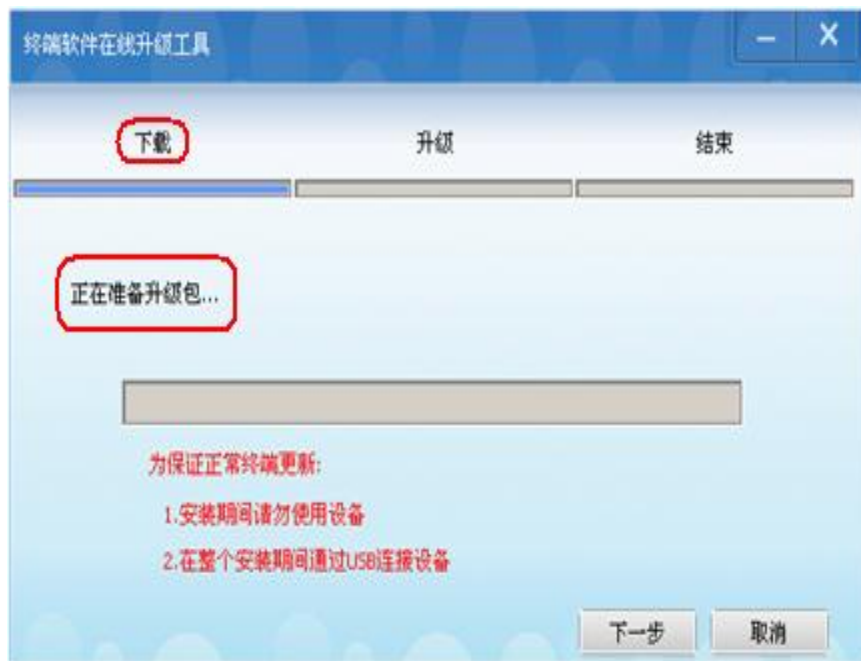 终端软件在线升级工具
下载 升级 结束
正在准备升级包...
为保证正常终端更新:
1.安装期间请勿使用设备
2.在整个安装期间通过USB连接设备
下一步 取消